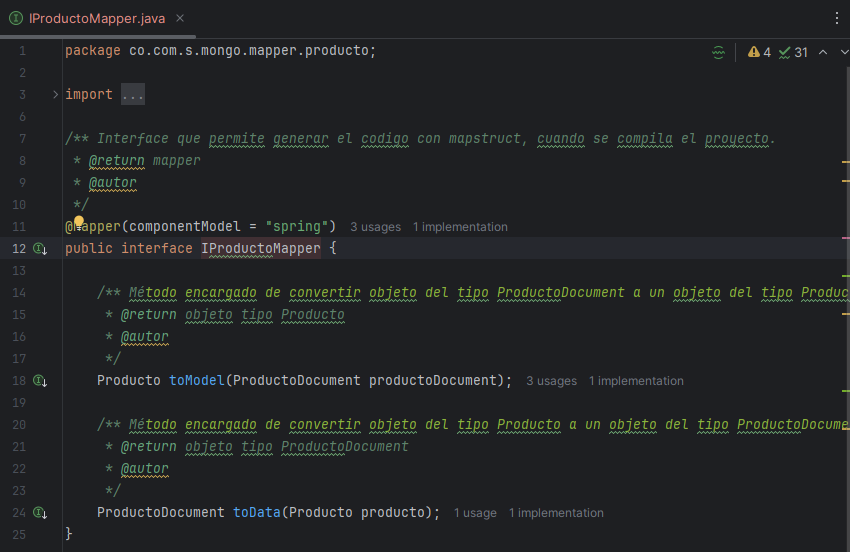 IProductoMapper.java
1 package co.com.s.mongo.mapper.producto; 4 31
2
3 import ...
6
7 /** Interface que permite generar el codigo con mapstruct, cuando se compila el proyecto.
8 * @return mapper
9 * @autor
10 */
11 @Mapper(componentModel = "spring") 3 usages 1 implementation
12 public interface IProductoMapper {
13
14 /** Método encargado de convertir objeto del tipo ProductoDocument a un objeto del tipo Produc
15 * @return objeto tipo Producto
16 * @autor
17 */
18 Producto toModel(ProductoDocument productoDocument); 3 usages 1 implementation
19
20 /** Método encargado de convertir objeto del tipo Producto a un objeto del tipo ProductoDocume
21 * @return objeto tipo ProductoDocument
22 * @autor
23 */
24 ProductoDocument toData(Producto producto); 1 usage 1 implementation
25 }